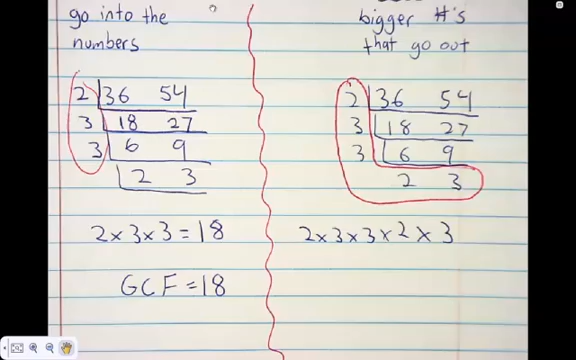 go into the
numbers
2 36 54
3 18 27
3 6 9
2 3
2 × 3 × 3 = 18
GCF = 18
bigger #'s
that go out
2 36 54
3 18 27
3 6 9
2 3
2 × 3 × 3 × 2 × 3